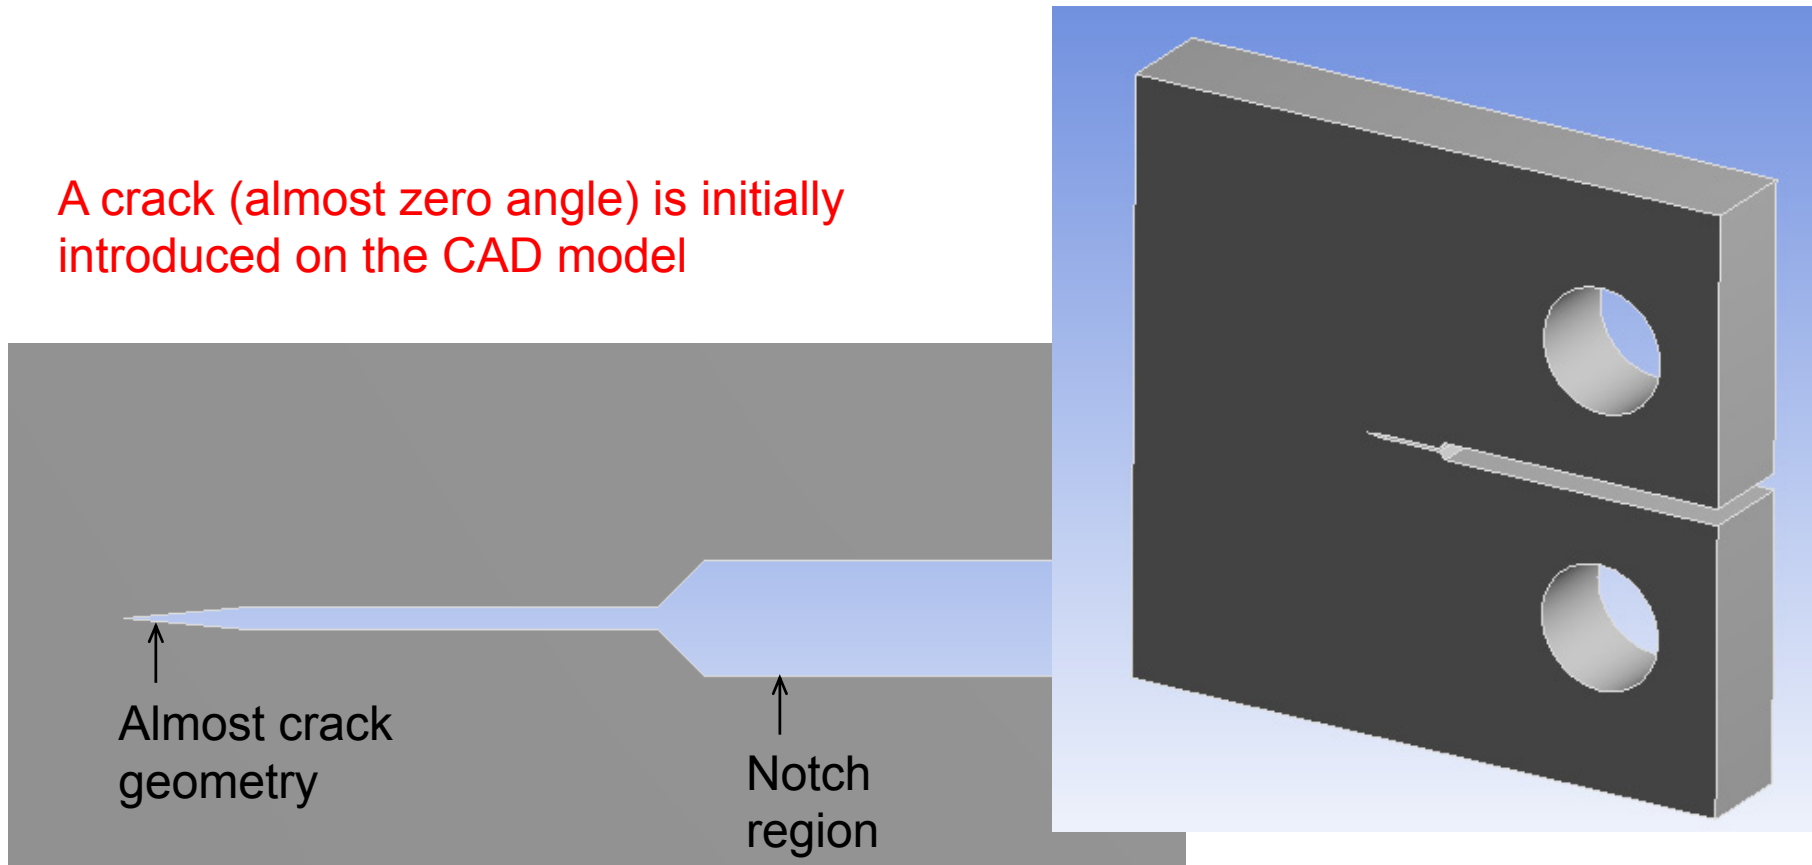 A crack (almost zero angle) is initially
introduced on the CAD model
Almost crack
geometry
Notch
region